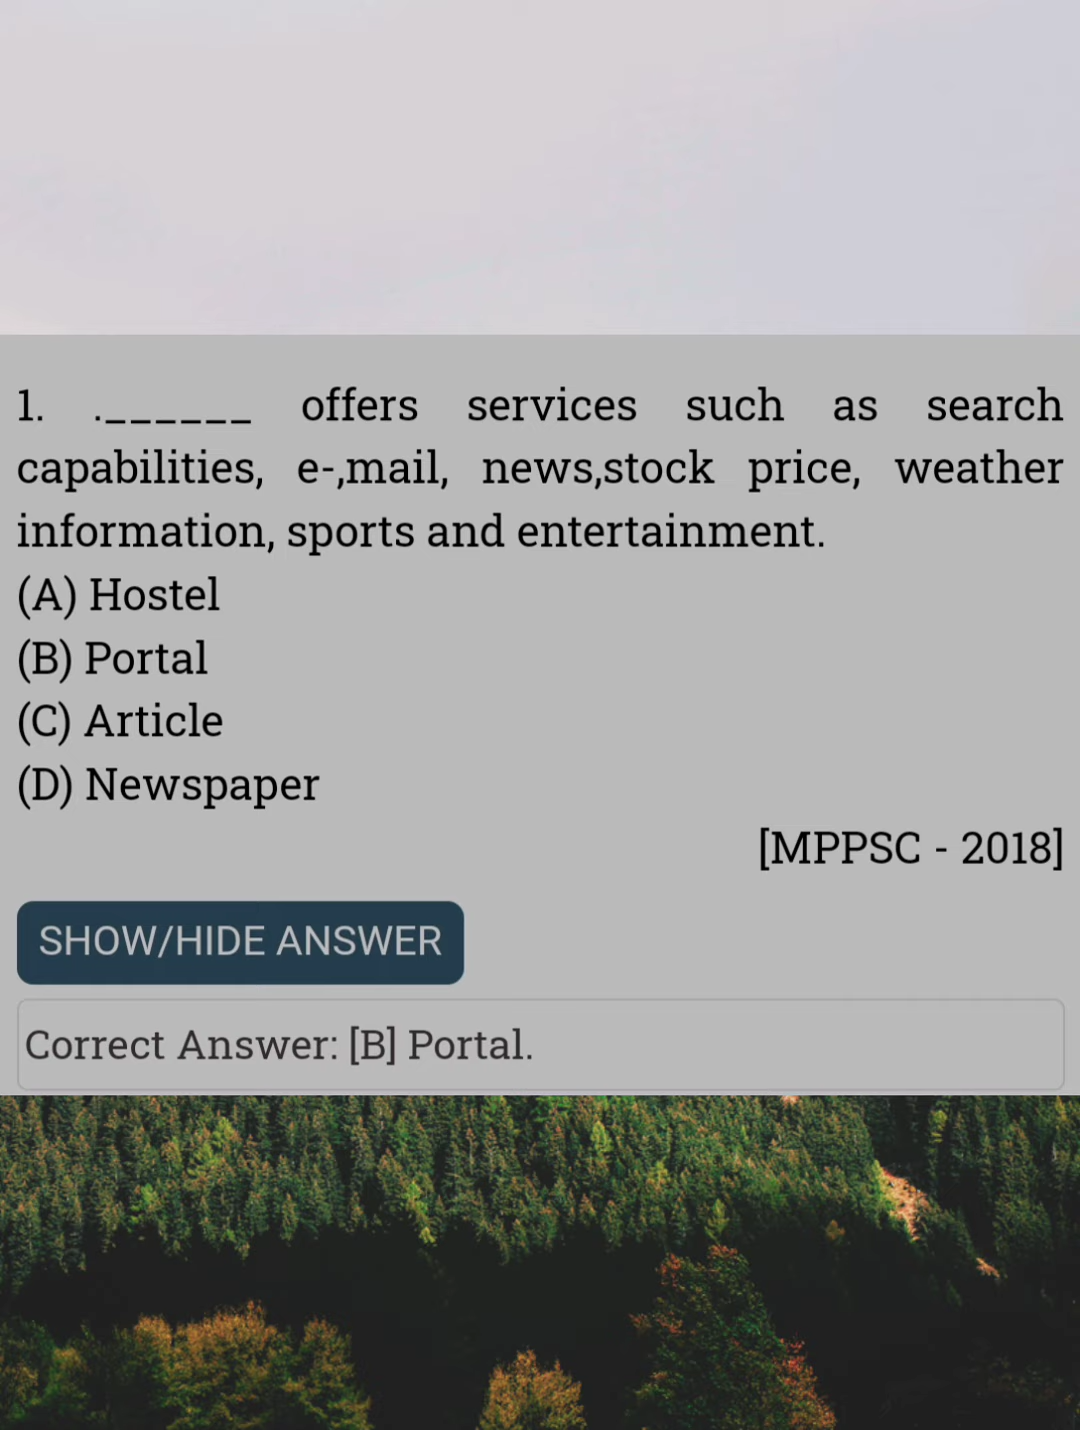 1. .______ offers services such as search
capabilities, e-,mail, news,stock price, weather
information, sports and entertainment.
(A) Hostel
(B) Portal
(C) Article
(D) Newspaper
[MPPSC - 2018]
SHOW/HIDE ANSWER
Correct Answer: [B] Portal.